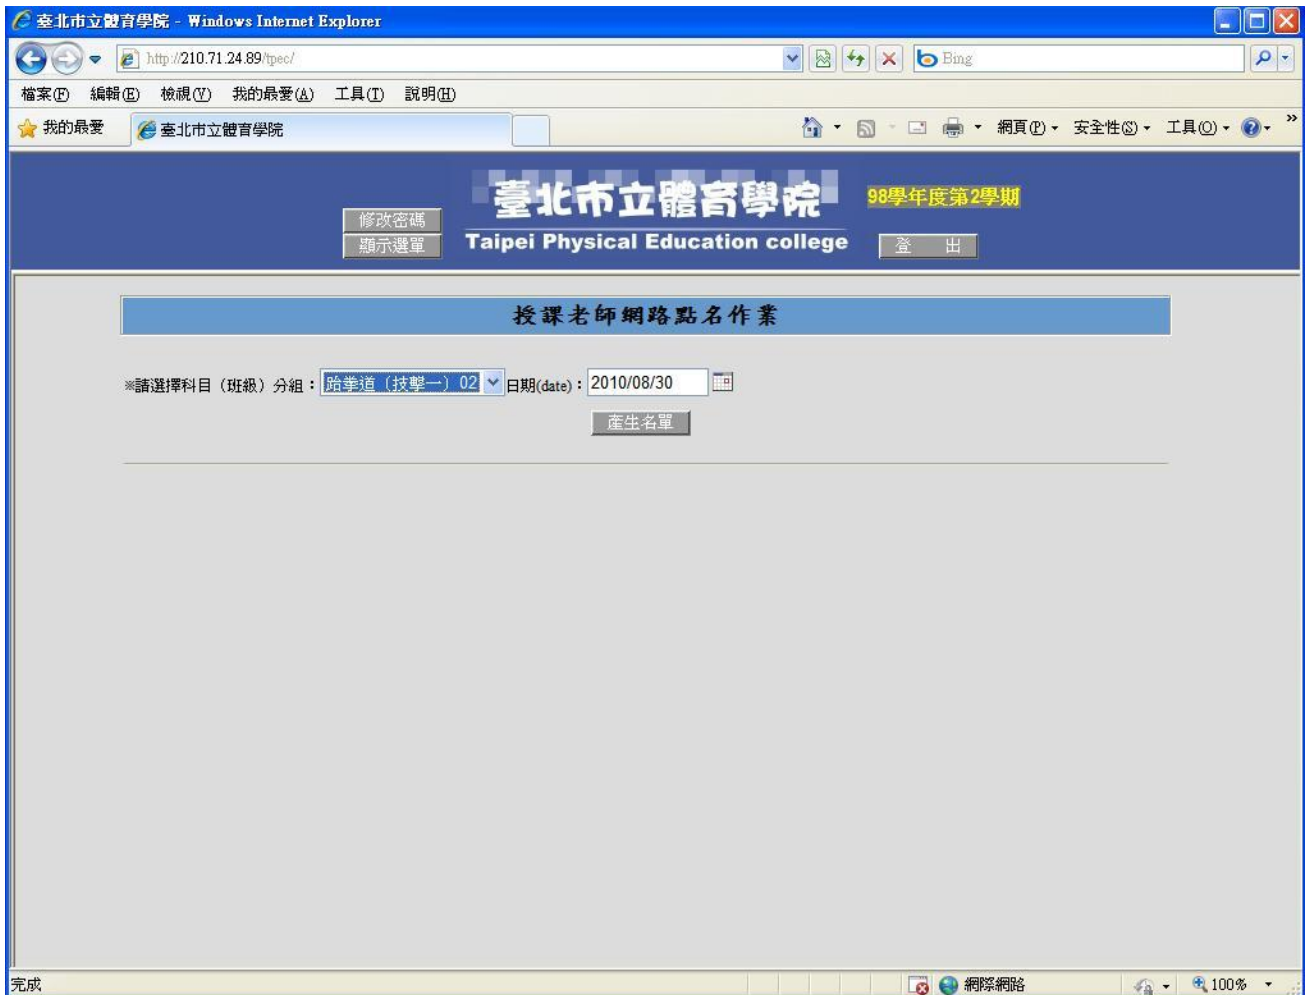 臺北市立體育學院 - Windows Internet Explorer
http://210.71.24.89/tpec/
Bing
檔案(F) 編輯(E) 檢視(V) 我的最愛(A) 工具(T) 說明(H)
我的最愛 臺北市立體育學院 網頁(P) 安全性(S) 工具(O) »
臺北市立體育學院 98學年度第2學期
修改密碼
顯示選單 Taipei Physical Education college 登 出
授課老師網路點名作業
※請選擇科目（班級）分組：跆拳道（技擊一）02 日期(date)：2010/08/30
產生名單
完成 網際網路 100%